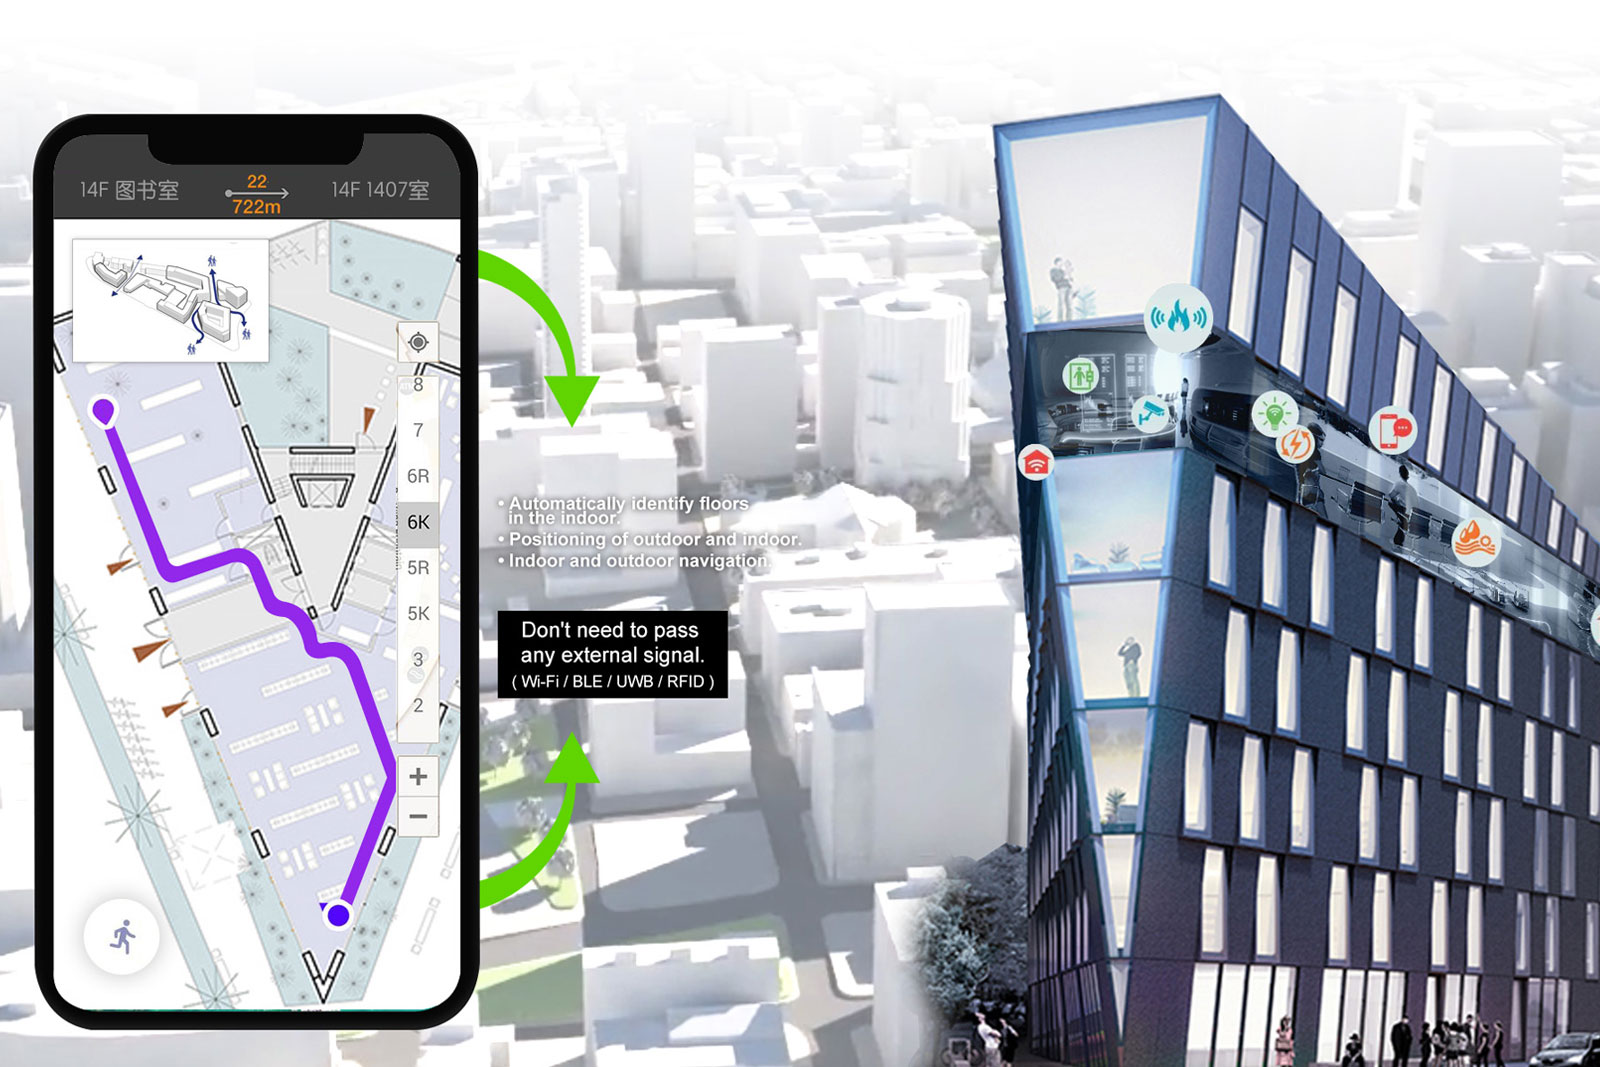 14F 图书室
22
722m
14F 1407室
8
7
6R
6K
5R
5K
3
2
+
−
• Automatically identify floors
in the indoor.
• Positioning of outdoor and indoor.
• Indoor and outdoor navigation.
Don't need to pass
any external signal.
( Wi-Fi / BLE / UWB / RFID )